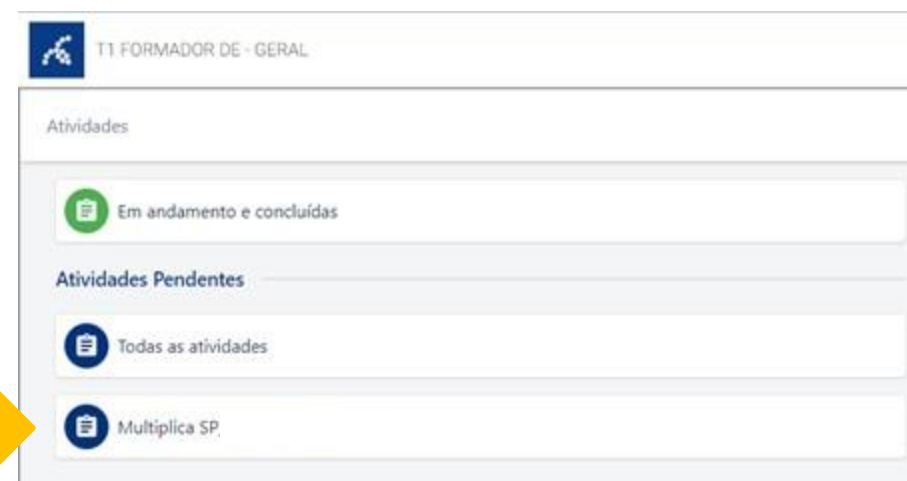 T1 FORMADOR DE - GERAL
Atividades
Em andamento e concluídas
Atividades Pendentes
Todas as atividades
Multiplica SP